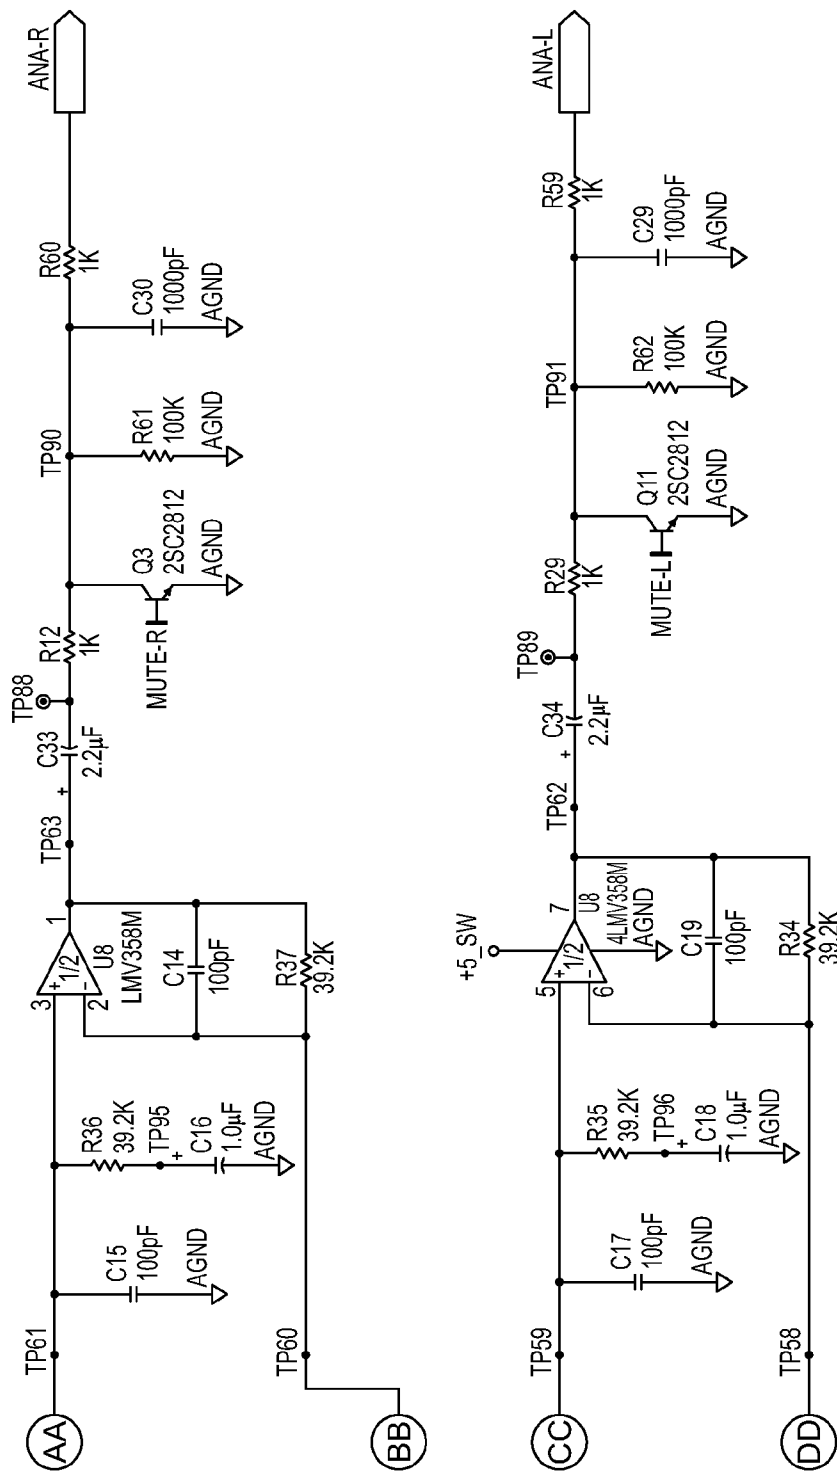 AA
TP61
C15
100pF
AGND
R36
39.2K
TP95
+
C16
1.0µF
AGND
3
+
1/2
2
-
1
U8
LMV358M
C14
100pF
R37
39.2K
TP60
BB
TP63
+
C33
2.2µF
TP88
R12
1K
MUTE-R
Q3
2SC2812
AGND
TP90
R61
100K
AGND
C30
1000pF
AGND
R60
1K
ANA-R
CC
TP59
C17
100pF
AGND
R35
39.2K
TP96
+
C18
1.0µF
AGND
+5_SW
5
+
1/2
6
-
7
U8
4LMV358M
AGND
C19
100pF
R34
39.2K
TP58
DD
TP62
+
C34
2.2µF
TP89
R29
1K
MUTE-L
Q11
2SC2812
AGND
TP91
R62
100K
AGND
C29
1000pF
AGND
R59
1K
ANA-L